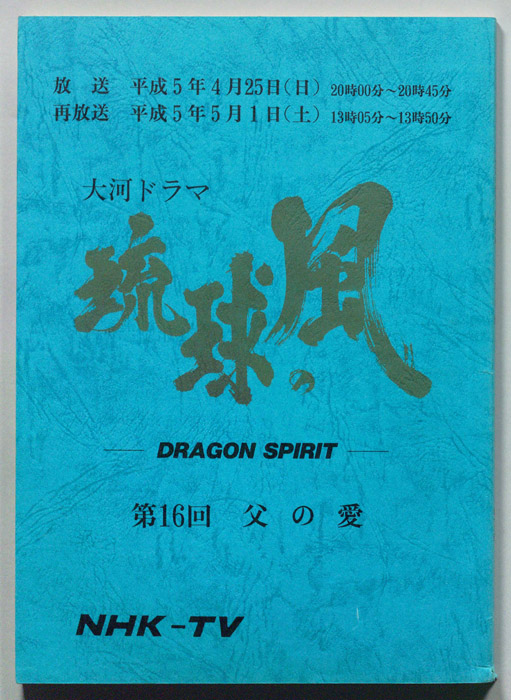 放　送　平成5年4月25日(日) 20時00分～20時45分
再放送　平成5年5月1日(土) 13時05分～13時50分
大河ドラマ
琉球の風
DRAGON SPIRIT
第16回　父の愛
NHK-TV